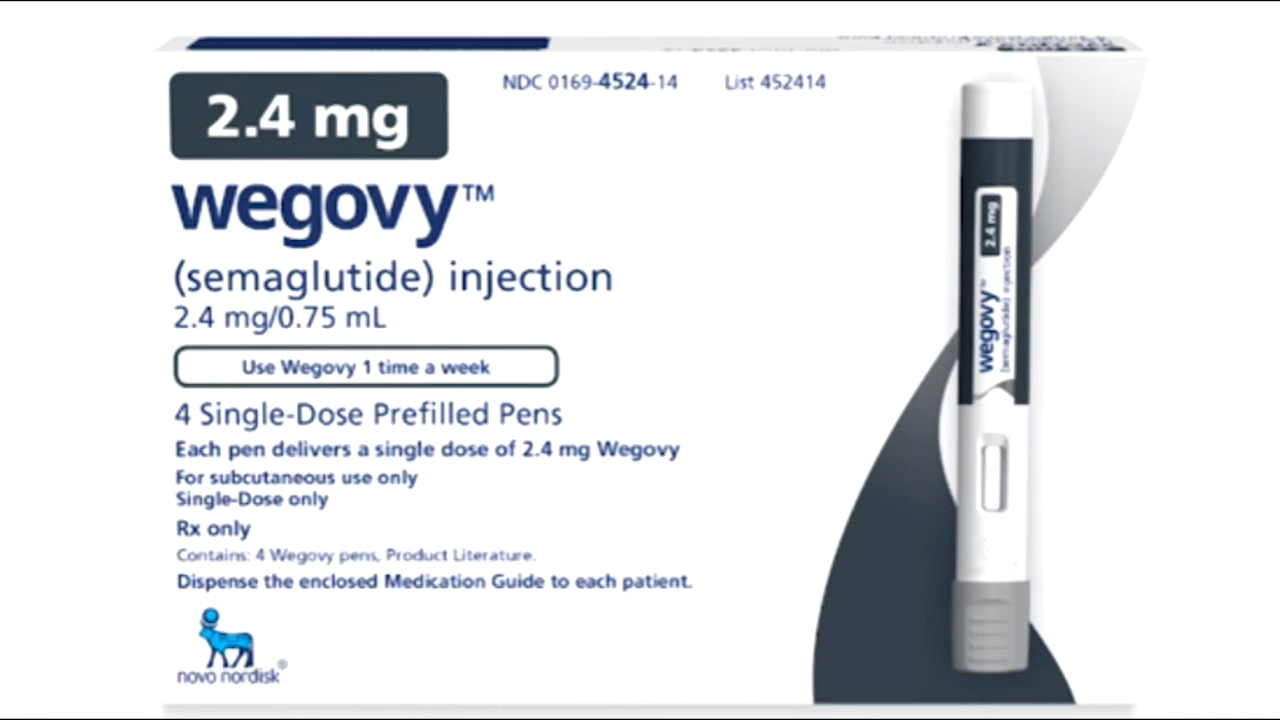 NDC 0169-4524-14 List 452414
2.4 mg
wegovy™
(semaglutide) injection
2.4 mg/0.75 mL
Use Wegovy 1 time a week
4 Single-Dose Prefilled Pens
Each pen delivers a single dose of 2.4 mg Wegovy
For subcutaneous use only
Single-Dose only
Rx only
Contains: 4 Wegovy pens, Product Literature.
Dispense the enclosed Medication Guide to each patient.
novo nordisk®
2.4 mg
wegovy™
(semaglutide) injection